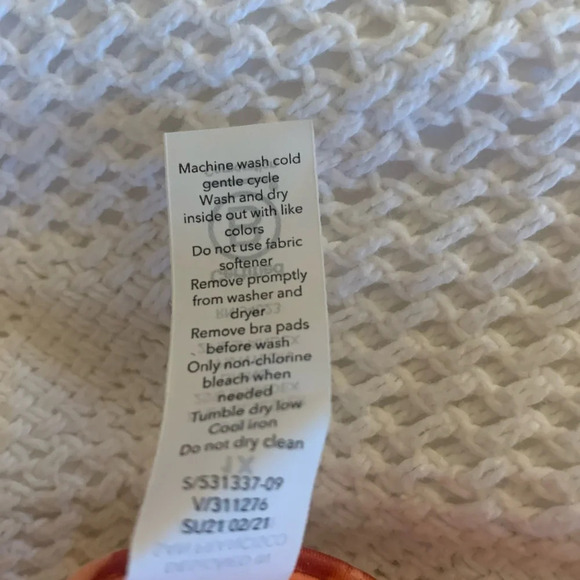 Machine wash cold
gentle cycle
Wash and dry
inside out with like
colors
Do not use fabric
softener
Remove promptly
from washer and
dryer
Remove bra pads
before wash
Only non-chlorine
bleach when
needed
Tumble dry low
Cool iron
Do not dry clean
S/531337-09
V/311276
SU21 02/21